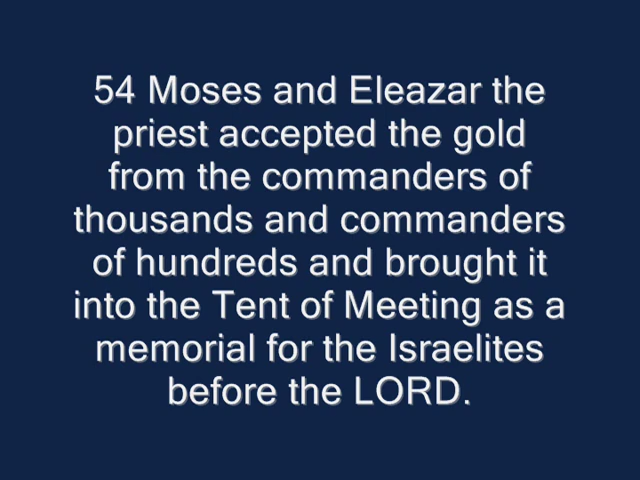 54 Moses and Eleazar the
priest accepted the gold
from the commanders of
thousands and commanders
of hundreds and brought it
into the Tent of Meeting as a
memorial for the Israelites
before the LORD.